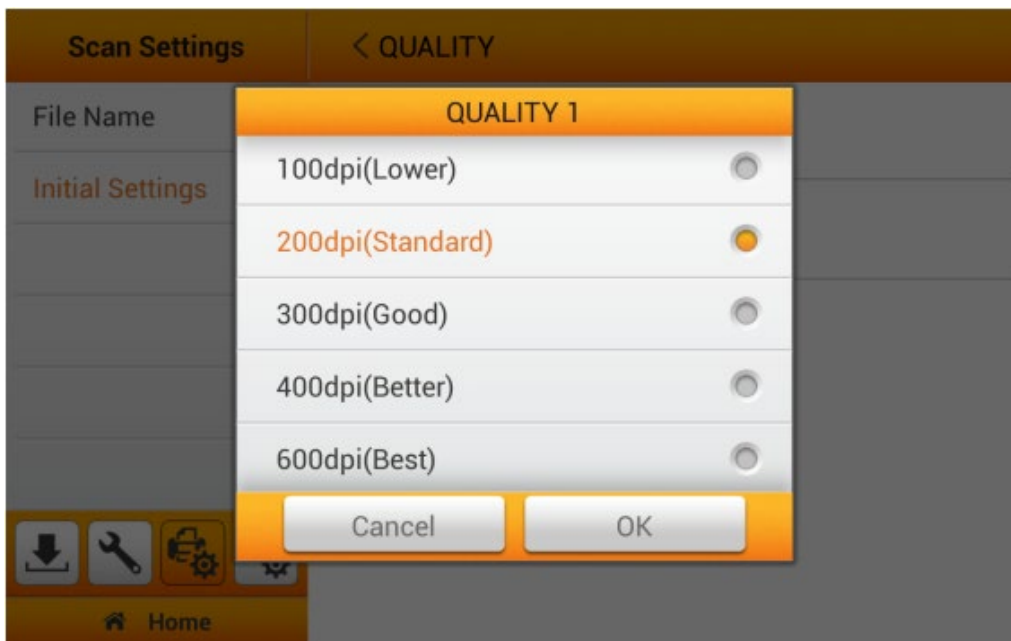 Scan Settings
< QUALITY
File Name
Initial Settings
QUALITY 1
100dpi(Lower)
200dpi(Standard)
300dpi(Good)
400dpi(Better)
600dpi(Best)
Cancel
OK
Home